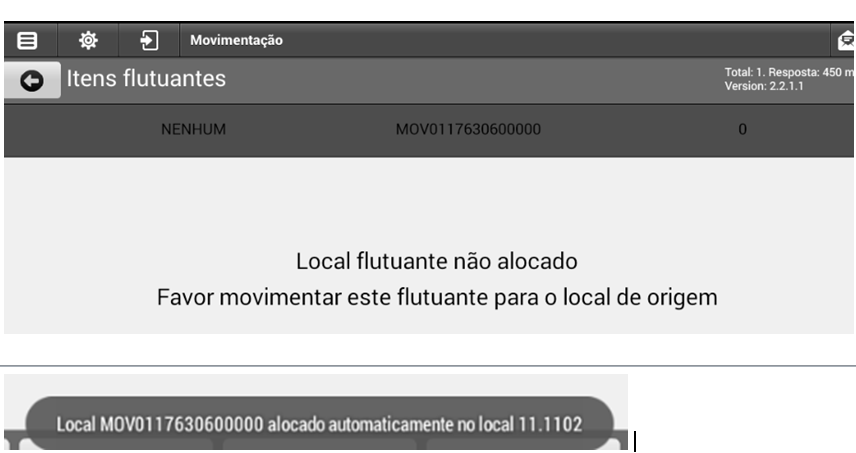 Movimentação
Itens flutuantes
Total: 1. Resposta: 450 m
Version: 2.2.1.1
NENHUM MOV0117630600000 0
Local flutuante não alocado
Favor movimentar este flutuante para o local de origem
Local MOV0117630600000 alocado automaticamente no local 11.1102